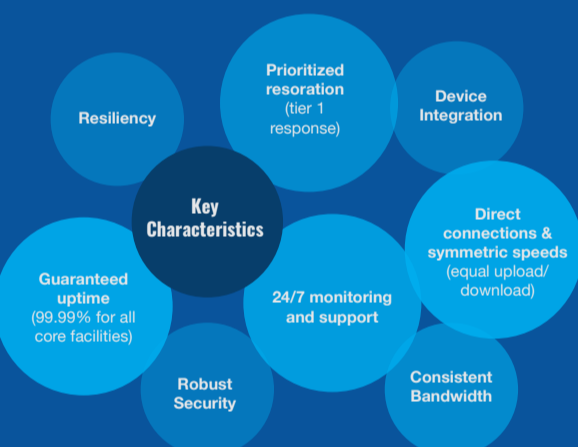 Prioritized
resoration
(tier 1
response)
Resiliency
Device
Integration
Key
Characteristics
Direct
connections &
symmetric speeds
(equal upload/
download)
Guaranteed
uptime
(99.99% for all
core facilities)
24/7 monitoring
and support
Robust
Security
Consistent
Bandwidth